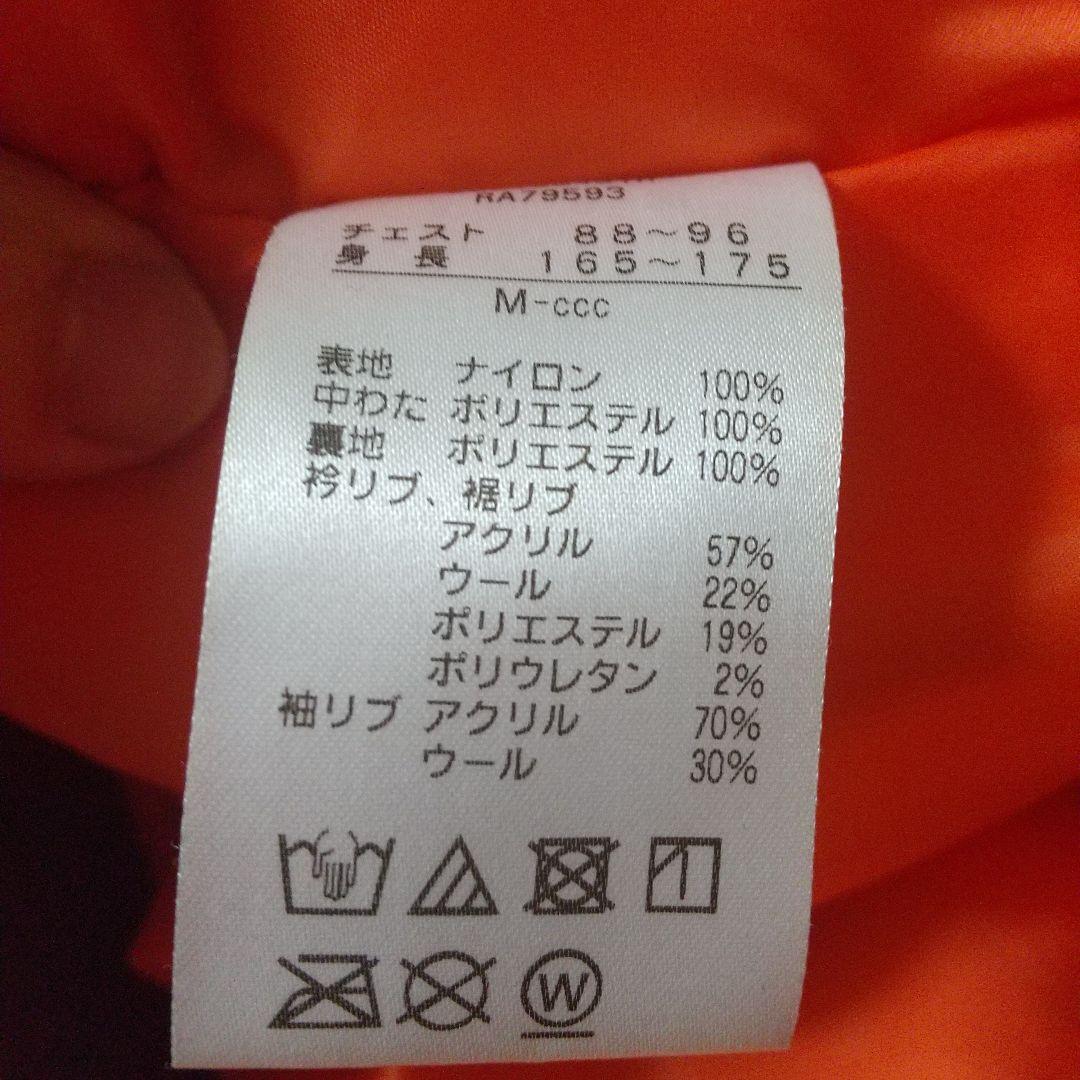 RA79593
チェスト 88～96
身長 165～175
M-ccc
表地 ナイロン 100%
中わた ポリエステル 100%
裏地 ポリエステル 100%
衿リブ、裾リブ
アクリル 57%
ウール 22%
ポリエステル 19%
ポリウレタン 2%
袖リブ アクリル 70%
ウール 30%
W